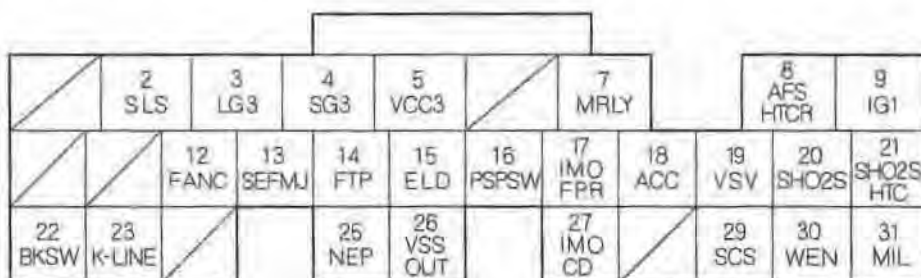 2
SLS
3
LG3
4
SG3
5
VCC3
7
MRLY
8
AFS
HTCR
9
IG1
12
FANC
13
SEFMJ
14
FTP
15
ELD
16
PSPSW
17
IMO
FPR
18
ACC
19
VSV
20
SHO2S
21
SHO2S
HTC
22
BKSW
23
K-LINE
25
NEP
26
VSS
OUT
27
IMO
CD
29
SCS
30
WEN
31
MIL